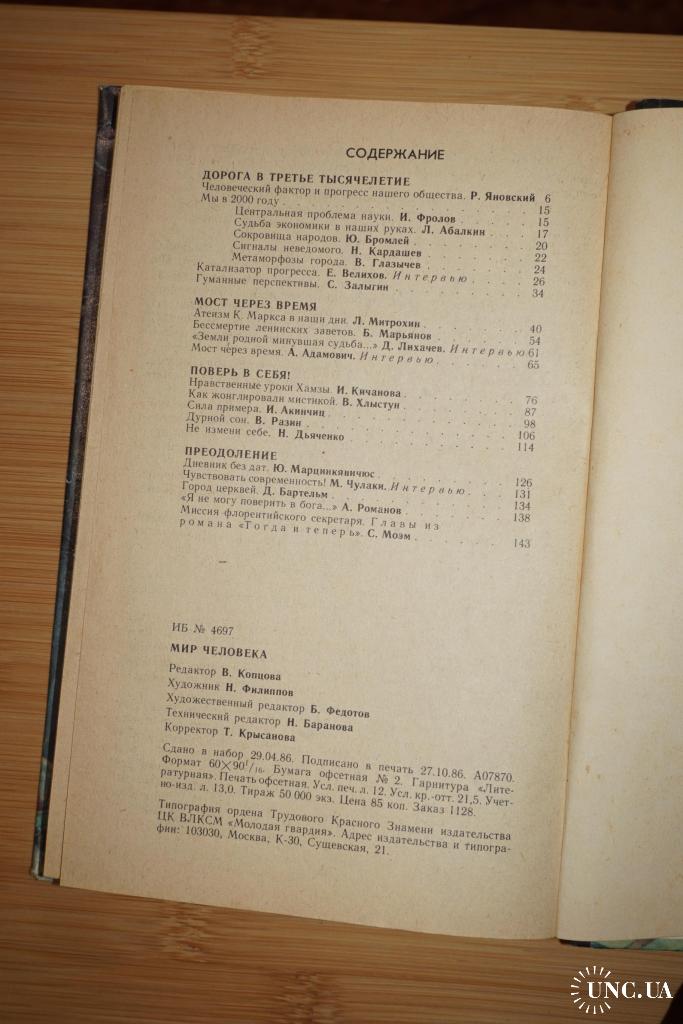 СОДЕРЖАНИЕ
ДОРОГА В ТРЕТЬЕ ТЫСЯЧЕЛЕТИЕ
Человеческий фактор и прогресс нашего общества. Р. Яновский 6
Мы в 2000 году 15
Центральная проблема науки. И. Фролов 15
Судьба экономики в наших руках. Л. Абалкин 17
Сокровища народов. Ю. Бромлей 20
Сигналы неведомого. Н. Кардашев 22
Метаморфозы города. В. Глазычев 24
Катализатор прогресса. Е. Велихов. Интервью 26
Гуманные перспективы. С. Залыгин 34
МОСТ ЧЕРЕЗ ВРЕМЯ
Атеизм К. Маркса в наши дни. Л. Митрохин 40
Бессмертие ленинских заветов. Б. Марьянов 54
«Земли родной минувшая судьба...» Д. Лихачев. Интервью 61
Мост через время. А. Адамович. Интервью 65
ПОВЕРЬ В СЕБЯ!
Нравственные уроки Хамзы. И. Кичанова 76
Как жонглировали мистикой. В. Хлыстун 87
Сила примера. И. Акинчиц 98
Дурной сон. В. Разин 106
Не измени себе. Н. Дьяченко 114
ПРЕОДОЛЕНИЕ
Дневник без дат. Ю. Марцинкявичюс 126
Чувствовать современность! М. Чулаки. Интервью 131
Город церквей. Д. Бартельм 134
«Я не могу поверить в бога...» А. Романов 138
Миссия флорентийского секретаря. Главы из
романа «Тогда и теперь». С. Моэм 143
ИБ № 4697
МИР ЧЕЛОВЕКА
Редактор В. Копцова
Художник Н. Филиппов
Художественный редактор Б. Федотов
Технический редактор Н. Баранова
Корректор Т. Крысанова
Сдано в набор 29.04.86. Подписано в печать 27.10.86. А07870.
Формат 60×90¹/₁₆. Бумага офсетная № 2. Гарнитура «Лите-
ратурная». Печать офсетная. Усл. печ. л. 12. Усл. кр.-отт. 21,5. Учет-
но-изд. л. 13,0. Тираж 50 000 экз. Цена 85 коп. Заказ 1128.
Типография ордена Трудового Красного Знамени издательства
ЦК ВЛКСМ «Молодая гвардия». Адрес издательства и типогра-
фии: 103030, Москва, К-30, Сущевская, 21.
UNC.UA